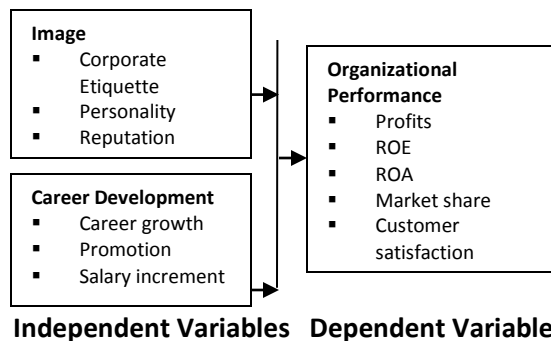 Image
▪ Corporate
Etiquette
▪ Personality
▪ Reputation
Career Development
▪ Career growth
▪ Promotion
▪ Salary increment
Organizational
Performance
▪ Profits
▪ ROE
▪ ROA
▪ Market share
▪ Customer
satisfaction
Independent Variables Dependent Variable